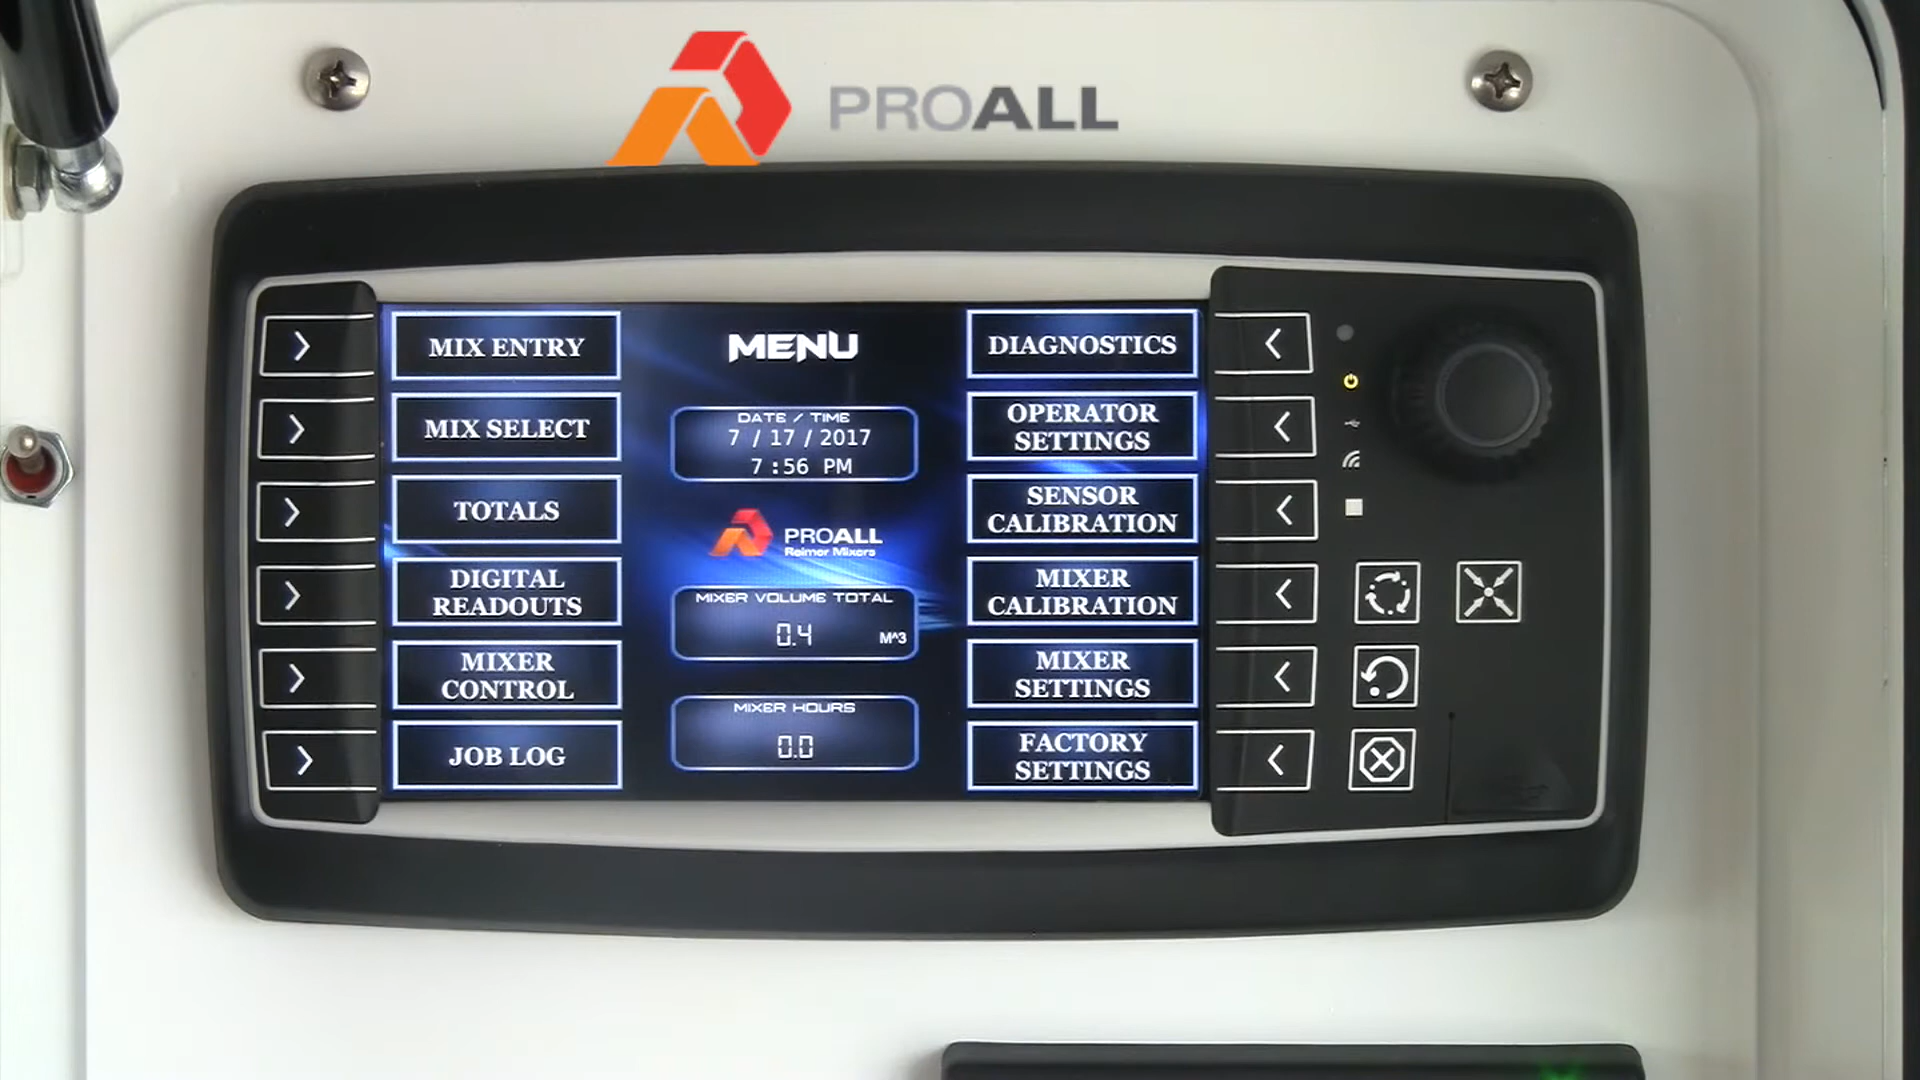 PROALL
MENU
MIX ENTRY
MIX SELECT
TOTALS
DIGITAL
READOUTS
MIXER
CONTROL
JOB LOG
DATE / TIME
7 / 17 / 2017
7 : 56 PM
PROALL
Reimer Mixers
MIXER VOLUME TOTAL
0.4 M^3
MIXER HOURS
0.0
DIAGNOSTICS
OPERATOR
SETTINGS
SENSOR
CALIBRATION
MIXER
CALIBRATION
MIXER
SETTINGS
FACTORY
SETTINGS